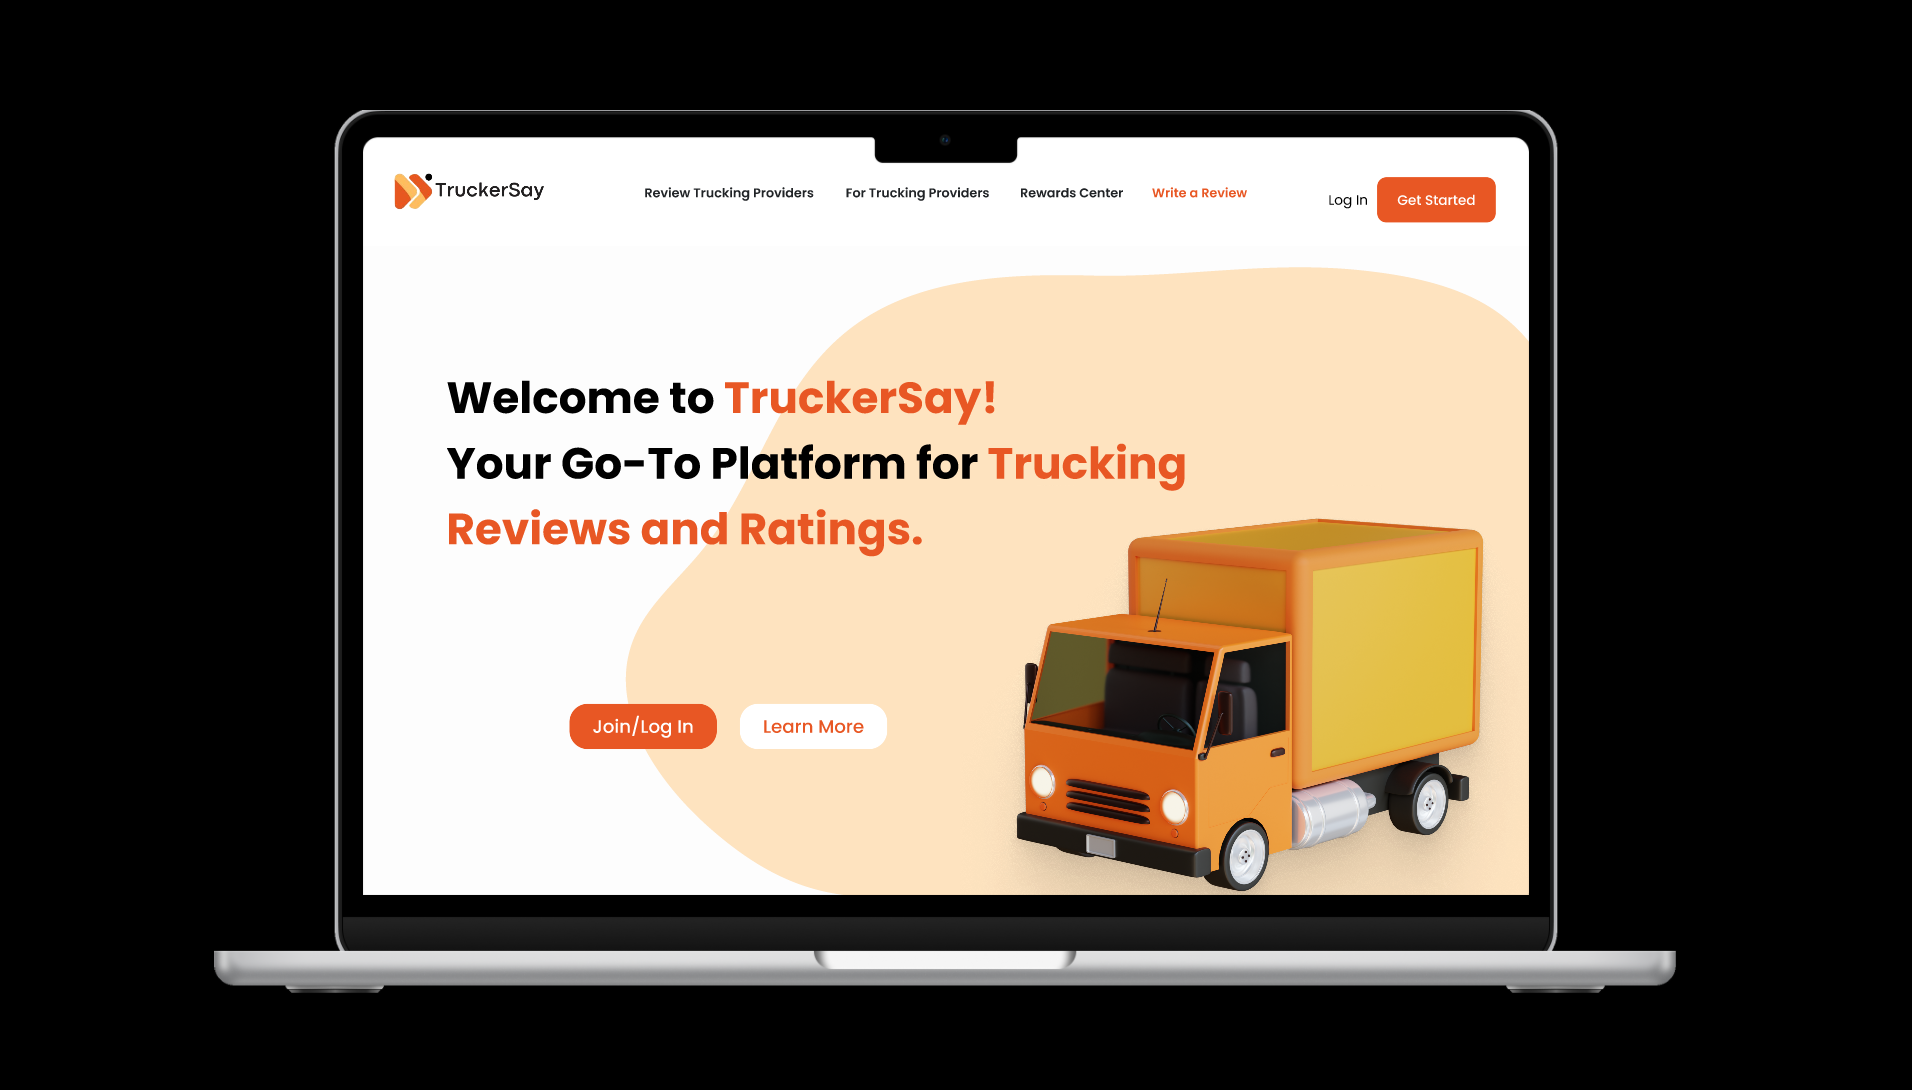 TruckerSay
Review Trucking Providers
For Trucking Providers
Rewards Center
Write a Review
Log In
Get Started
Welcome to TruckerSay!
Your Go-To Platform for Trucking
Reviews and Ratings.
Join/Log In
Learn More